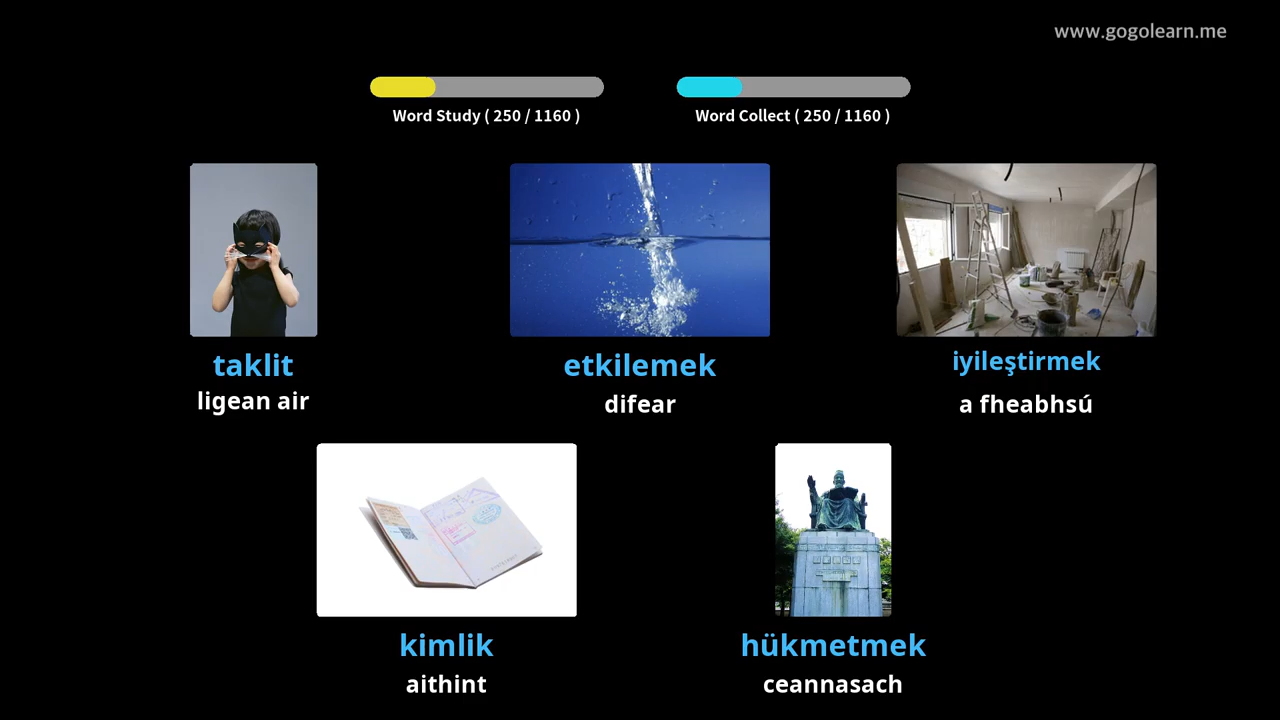 www.gogolearn.me
Word Study ( 250 / 1160 )
Word Collect ( 250 / 1160 )
taklit
ligean air
etkilemek
difear
iyileştirmek
a fheabhsú
kimlik
aithint
hükmetmek
ceannasach